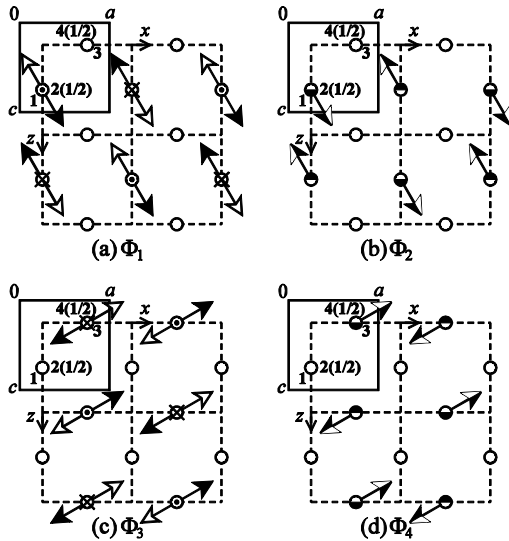 0 a
4(1/2) x
3
2(1/2)
1
c
z
(a) Φ1
0 a
4(1/2) x
3
2(1/2)
1
c
z
(b) Φ2
0 a
4(1/2) x
3
2(1/2)
1
c
z
(c) Φ3
0 a
4(1/2) x
3
2(1/2)
1
c
z
(d) Φ4